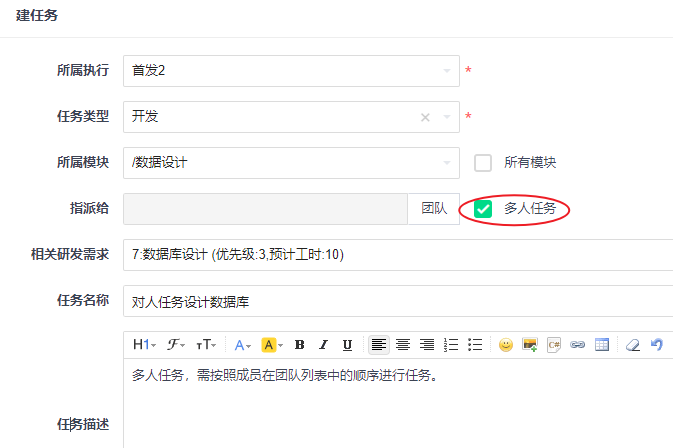 建任务
所属执行 首发2 *
任务类型 开发 × *
所属模块 /数据设计 所有模块
指派给 团队 多人任务
相关研发需求 7:数据库设计 (优先级:3,预计工时:10)
任务名称 对人任务设计数据库
H1 ℱ тT A A B I U C#
多人任务，需按照成员在团队列表中的顺序进行任务。
任务描述